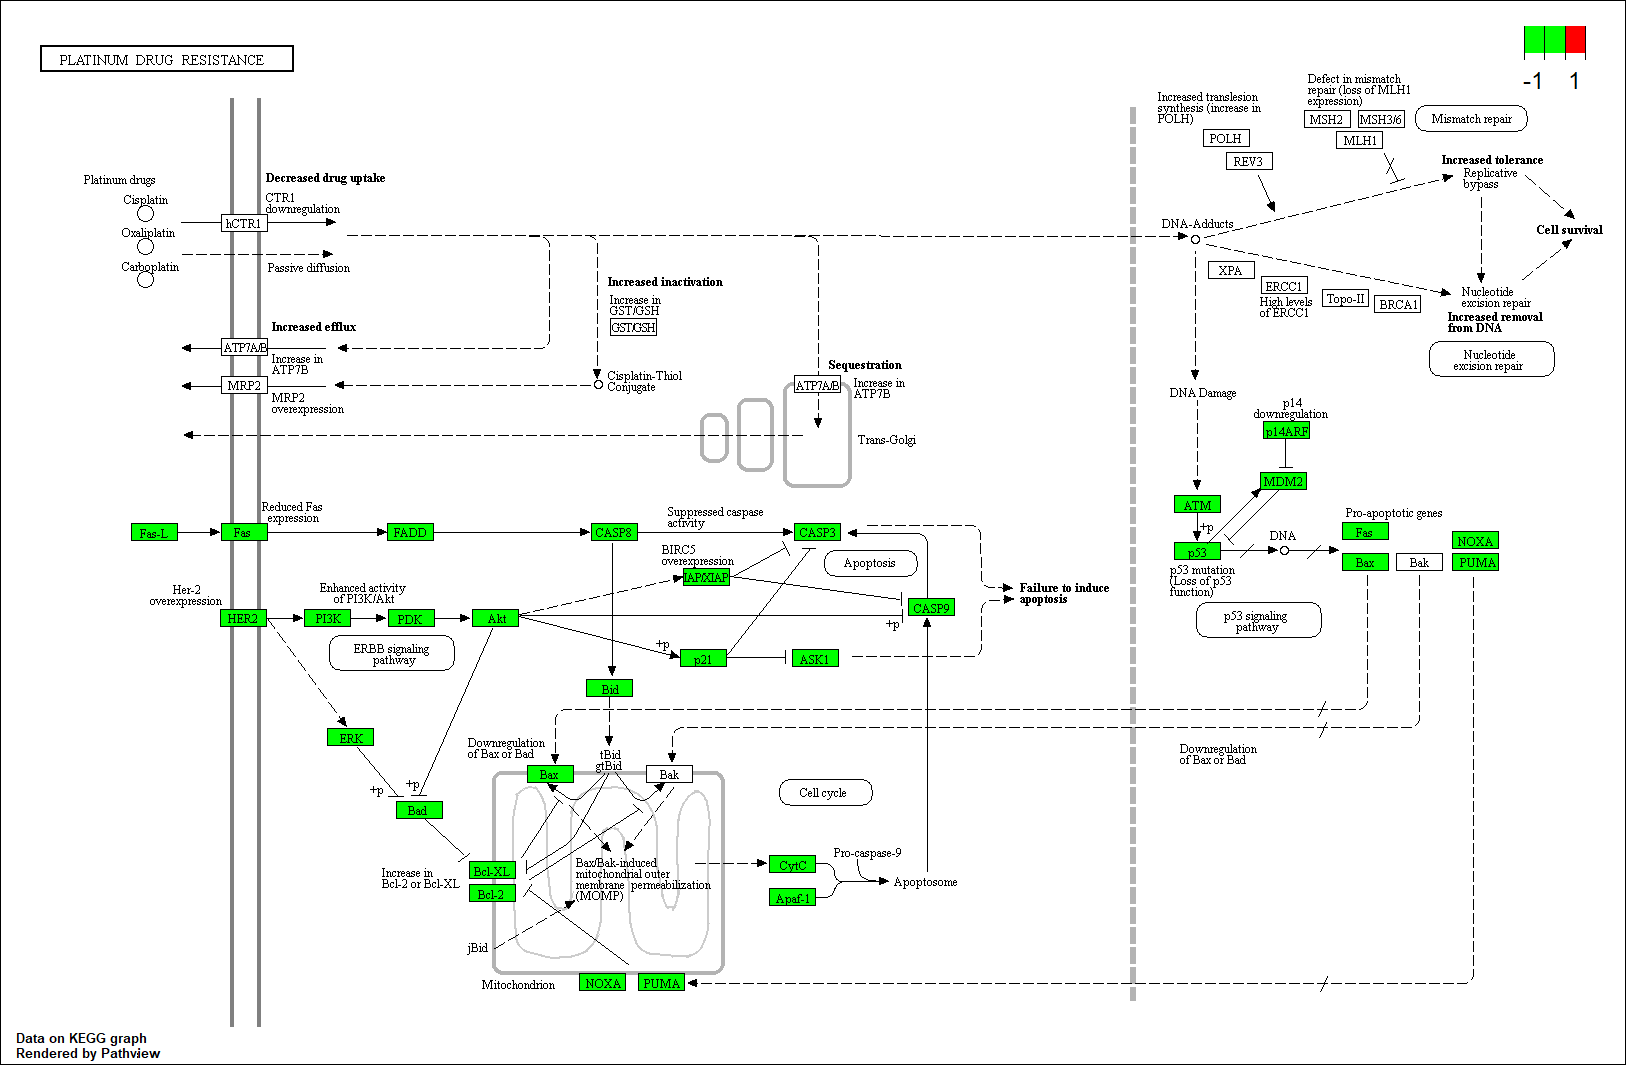 PLATINUM DRUG RESISTANCE
-1 1
Platinum drugs
Cisplatin
Oxaliplatin
Carboplatin
Decreased drug uptake
CTR1
downregulation
hCTR1
Passive diffusion
Increased inactivation
Increase in
GST/GSH
GST/GSH
Increased efflux
ATP7A/B
Increase in
ATP7B
MRP2
MRP2
overexpression
Cisplatin-Thiol
Conjugate
Sequestration
ATP7A/B
Increase in
ATP7B
Trans-Golgi
Increased translesion
synthesis (increase in
POLH)
POLH
REV3
Defect in mismatch
repair (loss of MLH1
expression)
MSH2
MSH3/6
MLH1
Mismatch repair
Increased tolerance
Replicative
bypass
Cell survival
DNA-Adducts
XPA
ERCC1
High levels
of ERCC1
Topo-II
BRCA1
Nucleotide
excision repair
Increased removal
from DNA
Nucleotide
excision repair
DNA Damage
p14
downregulation
p14ARF
MDM2
ATM
+p
p53
p53 mutation
(Loss of p53
function)
DNA
Pro-apoptotic genes
Fas
Bax
Bak
NOXA
PUMA
p53 signaling
pathway
Downregulation
of Bax or Bad
Reduced Fas
expression
Fas-L
Fas
FADD
CASP8
Suppressed caspase
activity
CASP3
BIRC5
overexpression
IAP/XIAP
Apoptosis
Failure to induce
apoptosis
Her-2
overexpression
HER2
Enhanced activity
of PI3K/Akt
PI3K
PDK
Akt
CASP9
+p
ERBB signaling
pathway
+p
p21
ASK1
Bid
ERK
+p
+p
Bad
Downregulation
of Bax or Bad
tBid
gtBid
Bax
Bak
Cell cycle
Increase in
Bcl-2 or Bcl-XL
Bcl-XL
Bcl-2
Bax/Bak-induced
mitochondrial outer
membrane permeabilization
(MOMP)
jBid
CytC
Apaf-1
Pro-caspase-9
Apoptosome
Mitochondrion
NOXA
PUMA
Data on KEGG graph
Rendered by Pathview